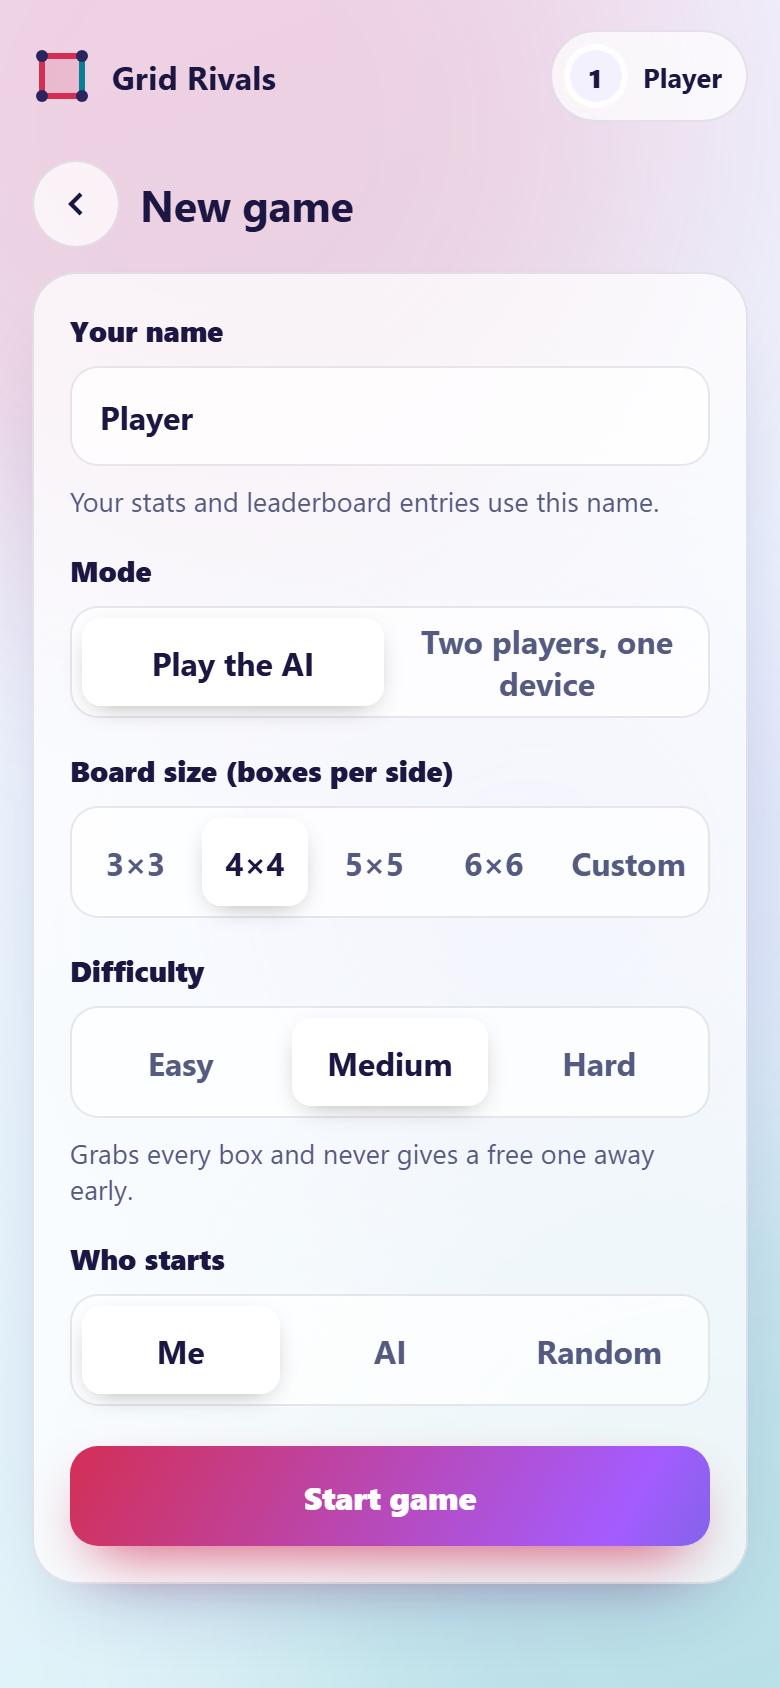 Grid Rivals
1 Player
New game
Your name
Player
Your stats and leaderboard entries use this name.
Mode
Play the AI
Two players, one
device
Board size (boxes per side)
3×3 4×4 5×5 6×6 Custom
Difficulty
Easy Medium Hard
Grabs every box and never gives a free one away
early.
Who starts
Me AI Random
Start game